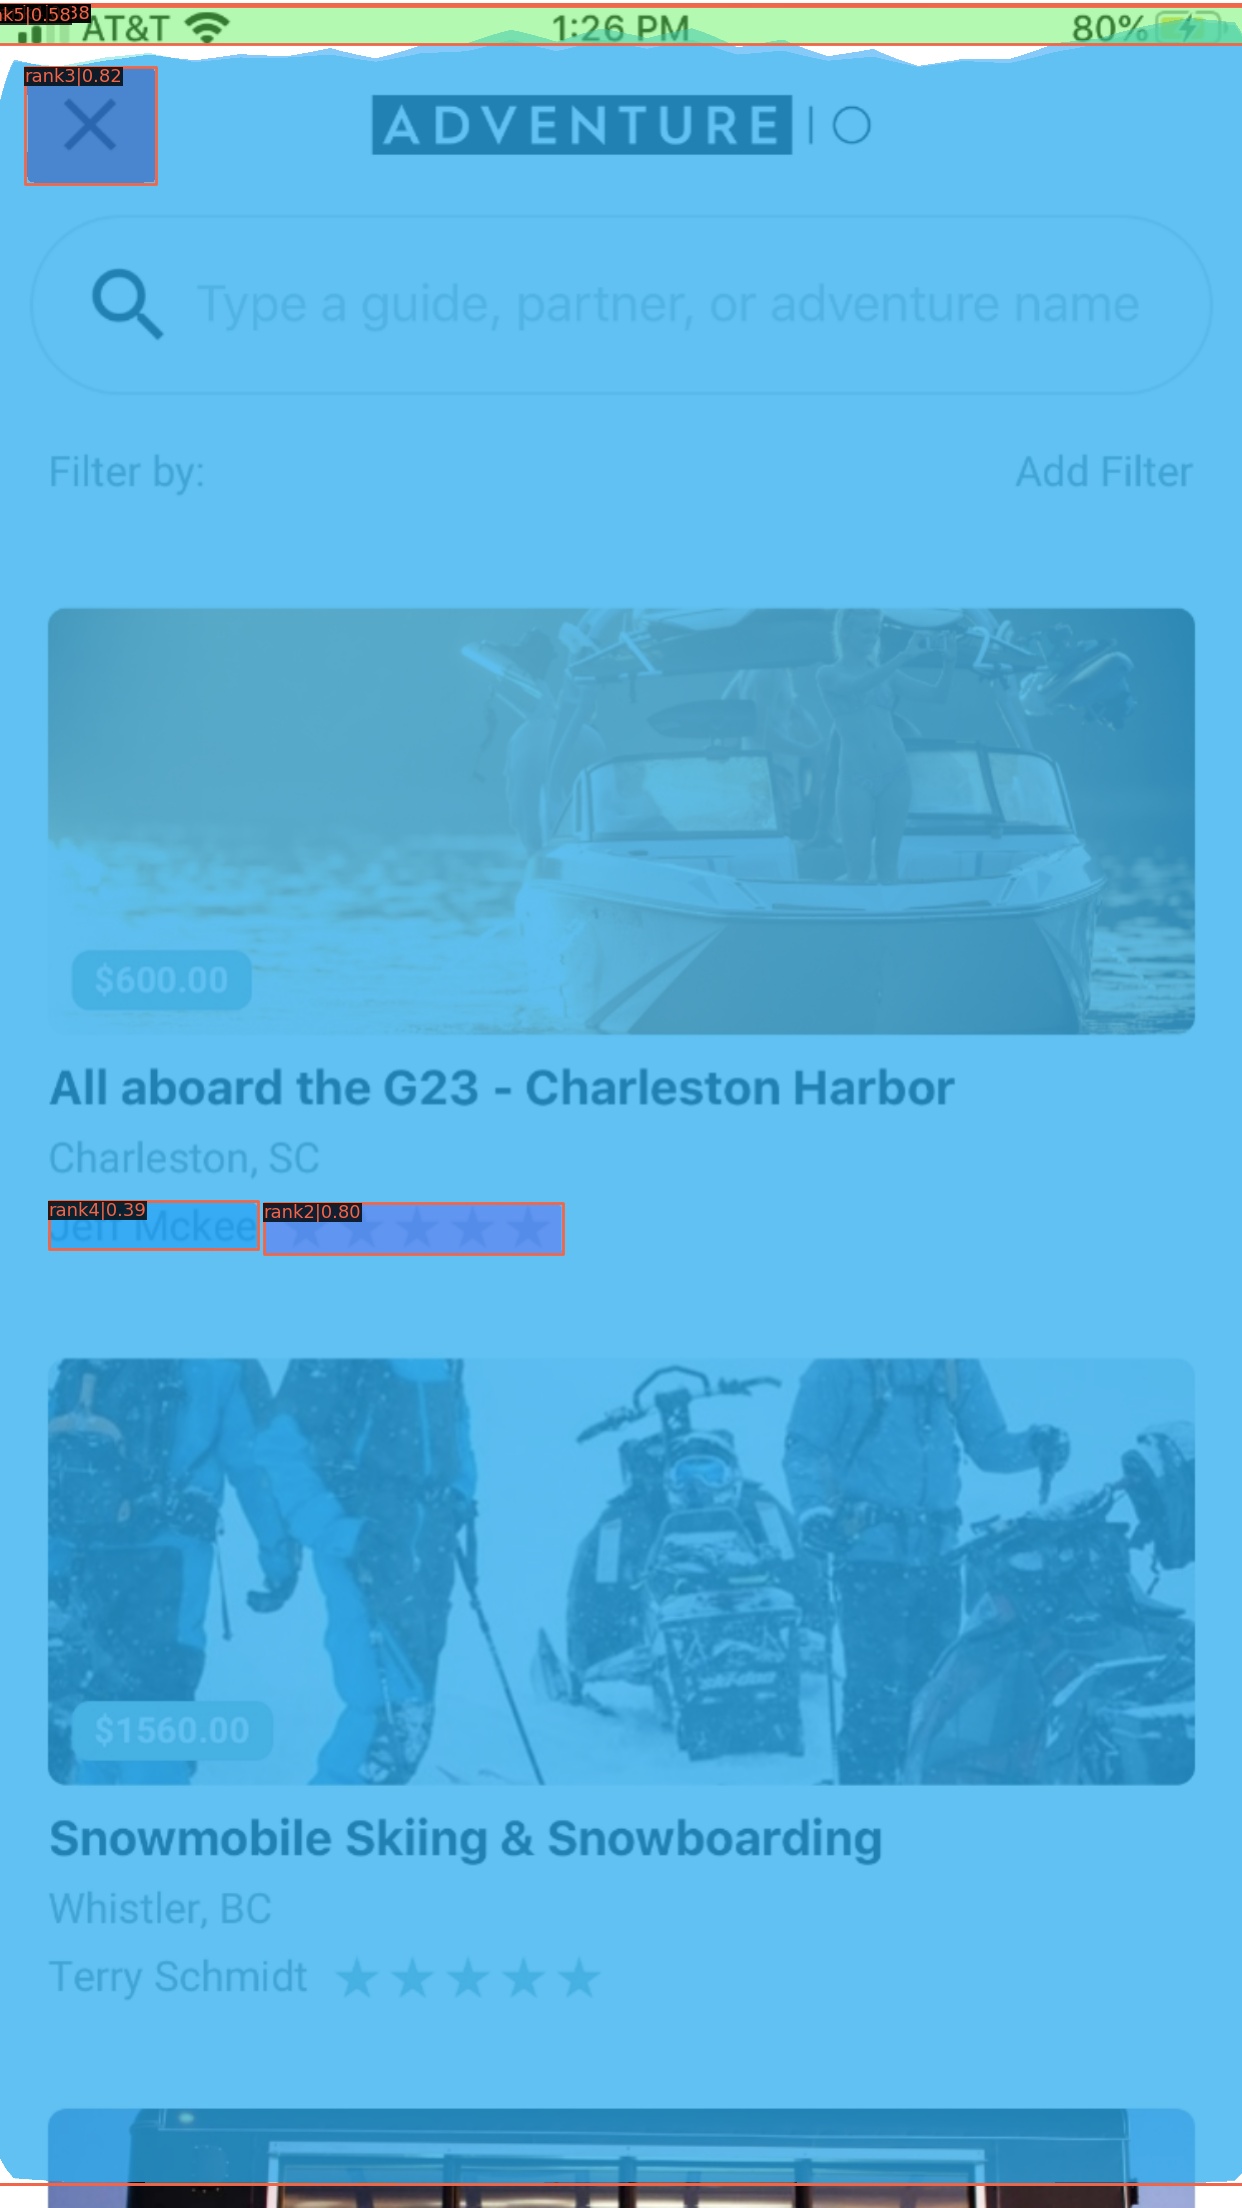 nk5|0.58 38
AT&T 1:26 PM 80%
rank3|0.82
ADVENTURE | O
Type a guide, partner, or adventure name
Filter by: Add Filter
$600.00
All aboard the G23 - Charleston Harbor
Charleston, SC
rank4|0.39 rank2|0.80
Jeff Mckee ★★★★★
$1560.00
Snowmobile Skiing & Snowboarding
Whistler, BC
Terry Schmidt ★★★★★